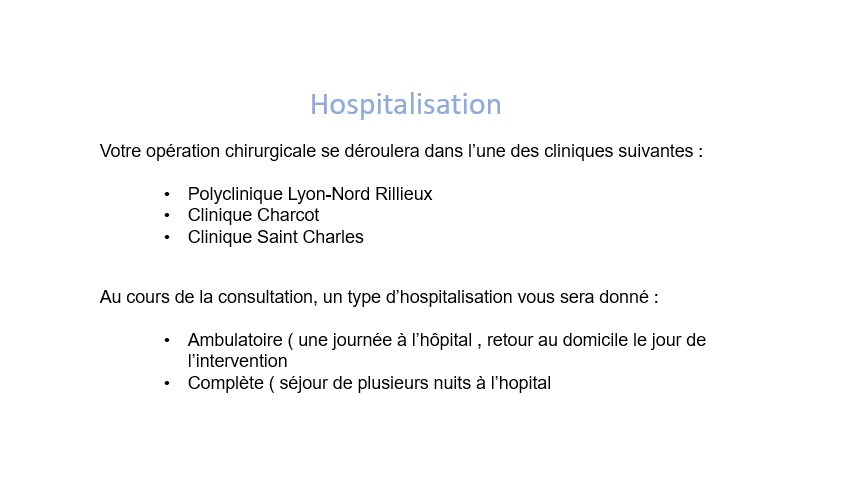 Hospitalisation
Votre opération chirurgicale se déroulera dans l’une des cliniques suivantes :
• Polyclinique Lyon-Nord Rillieux
• Clinique Charcot
• Clinique Saint Charles
Au cours de la consultation, un type d’hospitalisation vous sera donné :
• Ambulatoire ( une journée à l’hôpital , retour au domicile le jour de
l’intervention
• Complète ( séjour de plusieurs nuits à l’hopital